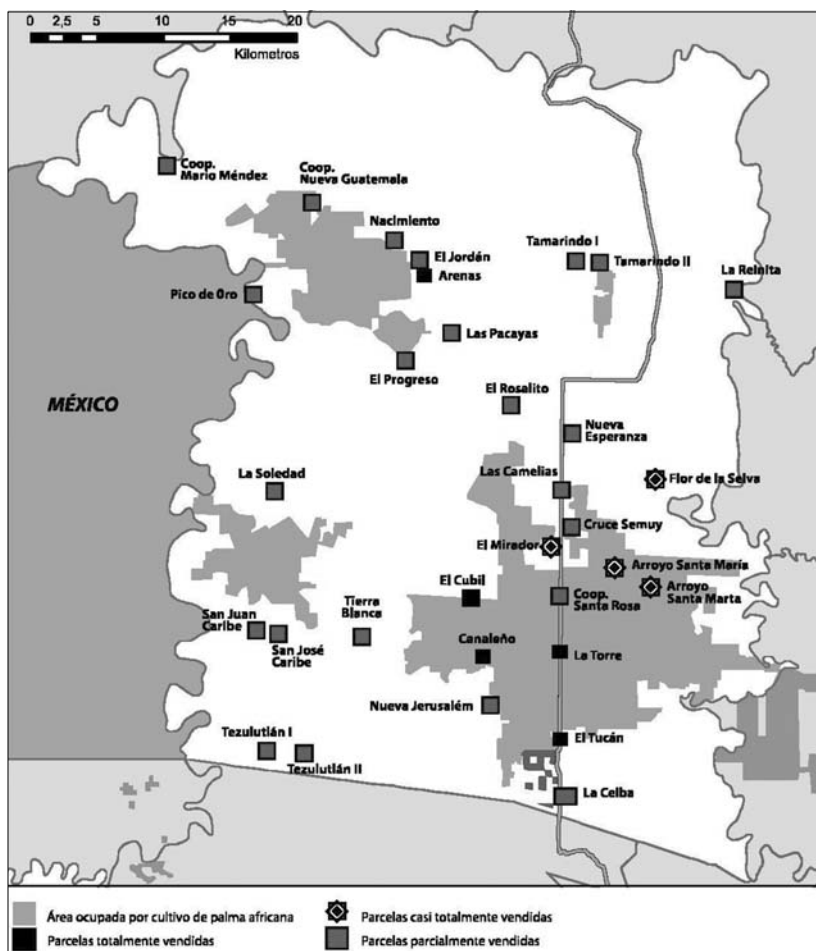 0 2,5 5 10 15 20
Kilometros
Coop.
Mario Méndez
Coop.
Nueva Guatemala
Nacimiento
El Jordán
Arenas
Tamarindo I
Tamarindo II
La Reinita
Pico de Oro
Las Pacayas
El Progreso
MÉXICO
El Rosalito
Nueva
Esperanza
La Soledad
Las Camelias
Flor de la Selva
Cruce Semuy
El Mirador
Arroyo Santa María
Arroyo
Santa Marta
El Cubil
Coop.
Santa Rosa
Tierra
Blanca
San Juan
Caribe
San José
Caribe
Canaleño
La Torre
Nueva Jerusalém
Tezulutlán I
Tezulutlán II
El Tucán
La Ceiba
Área ocupada por cultivo de palma africana
Parcelas casi totalmente vendidas
Parcelas totalmente vendidas
Parcelas parcialmente vendidas